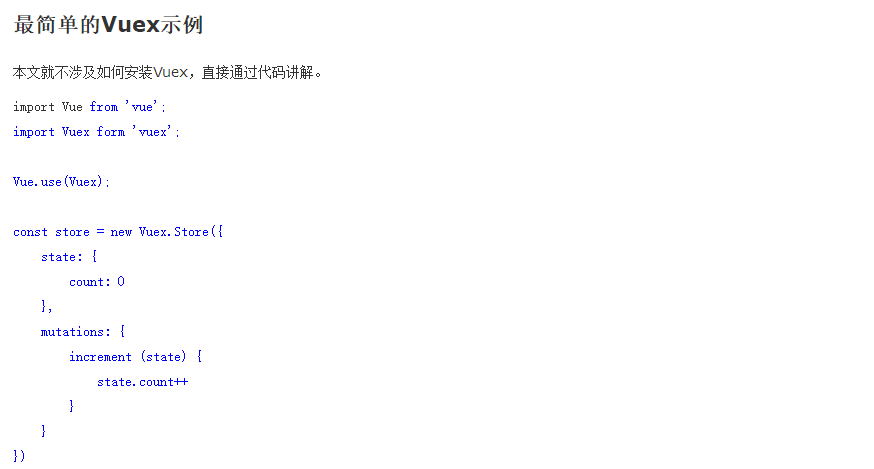 最简单的Vuex示例
本文就不涉及如何安装Vuex，直接通过代码讲解。
import Vue from 'vue';
import Vuex form 'vuex';
Vue.use(Vuex);
const store = new Vuex.Store({
    state: {
        count: 0
    },
    mutations: {
        increment (state) {
            state.count++
        }
    }
})